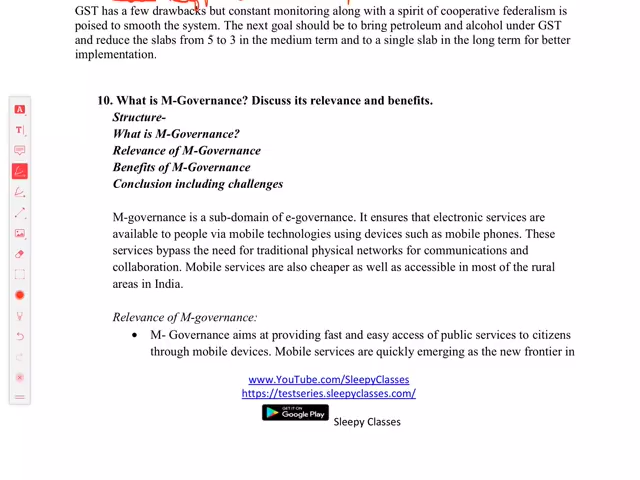 GST has a few drawbacks but constant monitoring along with a spirit of cooperative federalism is
poised to smooth the system. The next goal should be to bring petroleum and alcohol under GST
and reduce the slabs from 5 to 3 in the medium term and to a single slab in the long term for better
implementation.
10. What is M-Governance? Discuss its relevance and benefits.
Structure-
What is M-Governance?
Relevance of M-Governance
Benefits of M-Governance
Conclusion including challenges
M-governance is a sub-domain of e-governance. It ensures that electronic services are
available to people via mobile technologies using devices such as mobile phones. These
services bypass the need for traditional physical networks for communications and
collaboration. Mobile services are also cheaper as well as accessible in most of the rural
areas in India.
Relevance of M-governance:
• M- Governance aims at providing fast and easy access of public services to citizens
through mobile devices. Mobile services are quickly emerging as the new frontier in
www.YouTube.com/SleepyClasses
https://testseries.sleepyclasses.com/
GET IT ON
Google Play
Sleepy Classes